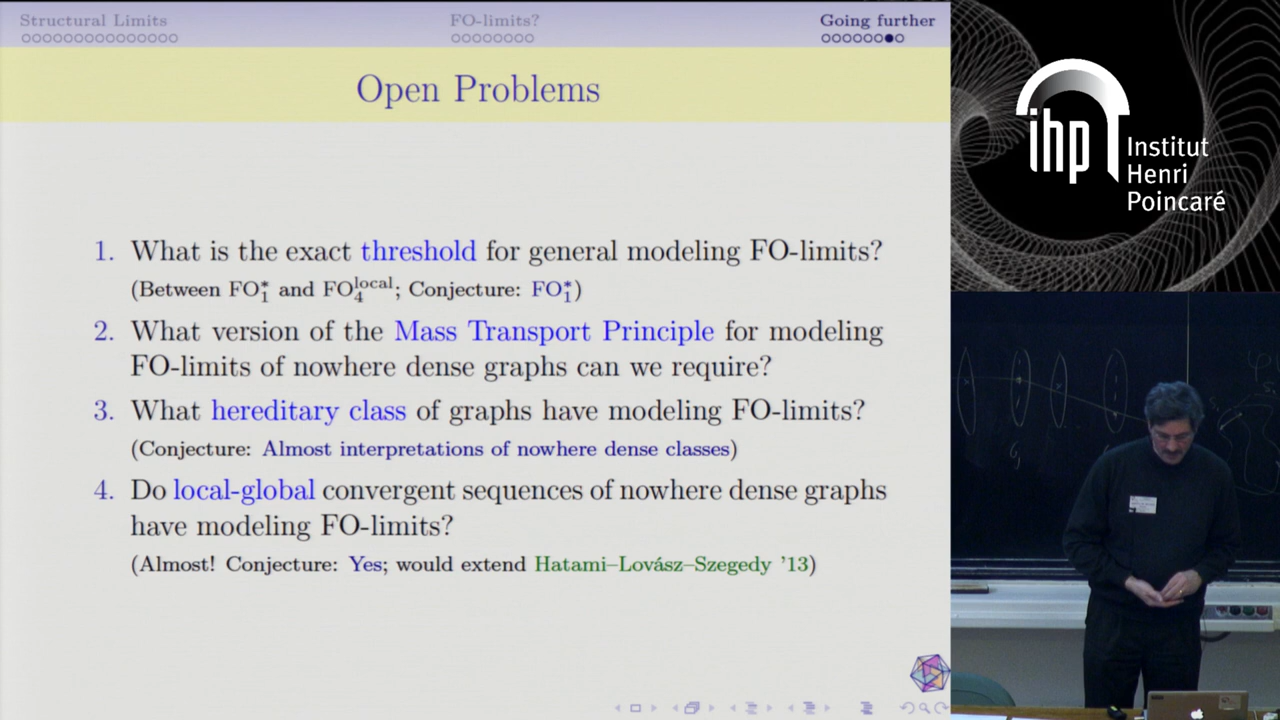 Structural Limits
FO-limits?
Going further
Open Problems
1. What is the exact threshold for general modeling FO-limits?
(Between FO₁* and FO₄^local; Conjecture: FO₁*)
2. What version of the Mass Transport Principle for modeling
FO-limits of nowhere dense graphs can we require?
3. What hereditary class of graphs have modeling FO-limits?
(Conjecture: Almost interpretations of nowhere dense classes)
4. Do local-global convergent sequences of nowhere dense graphs
have modeling FO-limits?
(Almost! Conjecture: Yes; would extend Hatami–Lovász–Szegedy '13)
ihp
Institut
Henri
Poincaré